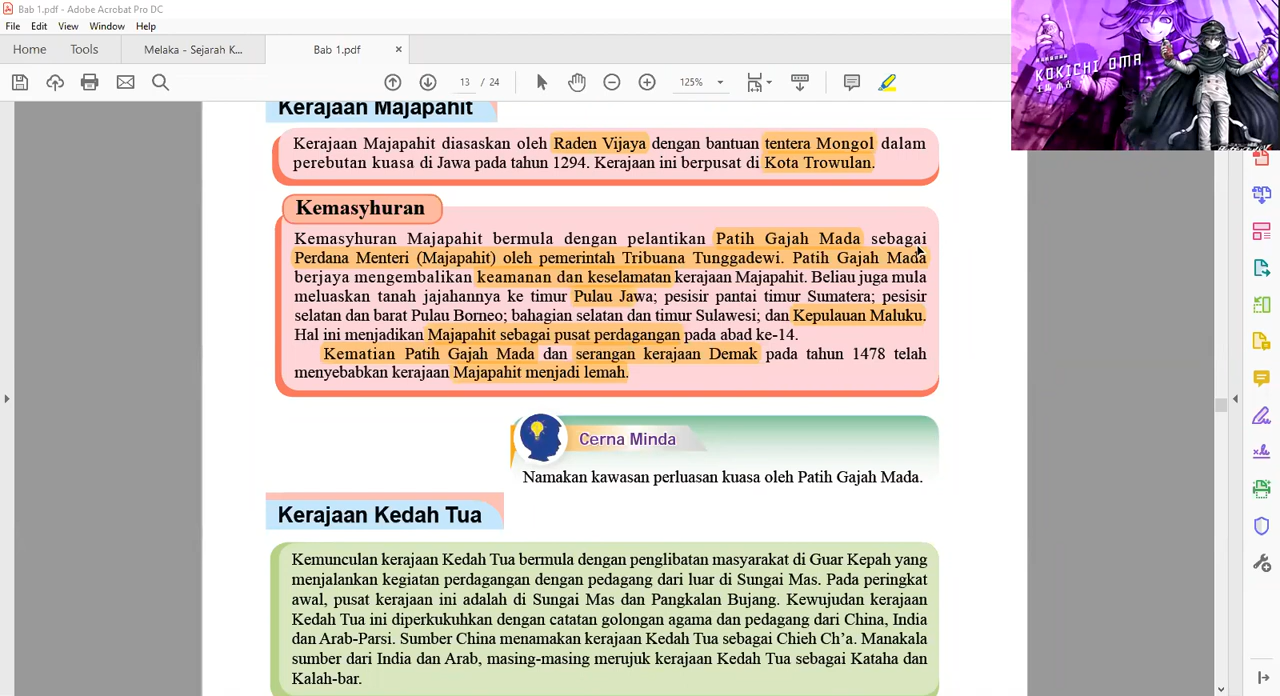 Bab 1.pdf - Adobe Acrobat Pro DC
File Edit View Window Help
Home Tools Melaka - Sejarah K... Bab 1.pdf ×
13 / 24 125%
KOKICHI OMA
Kerajaan Majapahit
Kerajaan Majapahit diasaskan oleh Raden Vijaya dengan bantuan tentera Mongol dalam
perebutan kuasa di Jawa pada tahun 1294. Kerajaan ini berpusat di Kota Trowulan.
Kemasyhuran
Kemasyhuran Majapahit bermula dengan pelantikan Patih Gajah Mada sebagai
Perdana Menteri (Majapahit) oleh pemerintah Tribuana Tunggadewi. Patih Gajah Mada
berjaya mengembalikan keamanan dan keselamatan kerajaan Majapahit. Beliau juga mula
meluaskan tanah jajahannya ke timur Pulau Jawa; pesisir pantai timur Sumatera; pesisir
selatan dan barat Pulau Borneo; bahagian selatan dan timur Sulawesi; dan Kepulauan Maluku.
Hal ini menjadikan Majapahit sebagai pusat perdagangan pada abad ke-14.
Kematian Patih Gajah Mada dan serangan kerajaan Demak pada tahun 1478 telah
menyebabkan kerajaan Majapahit menjadi lemah.
Cerna Minda
Namakan kawasan perluasan kuasa oleh Patih Gajah Mada.
Kerajaan Kedah Tua
Kemunculan kerajaan Kedah Tua bermula dengan penglibatan masyarakat di Guar Kepah yang
menjalankan kegiatan perdagangan dengan pedagang dari luar di Sungai Mas. Pada peringkat
awal, pusat kerajaan ini adalah di Sungai Mas dan Pangkalan Bujang. Kewujudan kerajaan
Kedah Tua ini diperkukuhkan dengan catatan golongan agama dan pedagang dari China, India
dan Arab-Parsi. Sumber China menamakan kerajaan Kedah Tua sebagai Chieh Ch'a. Manakala
sumber dari India dan Arab, masing-masing merujuk kerajaan Kedah Tua sebagai Kataha dan
Kalah-bar.